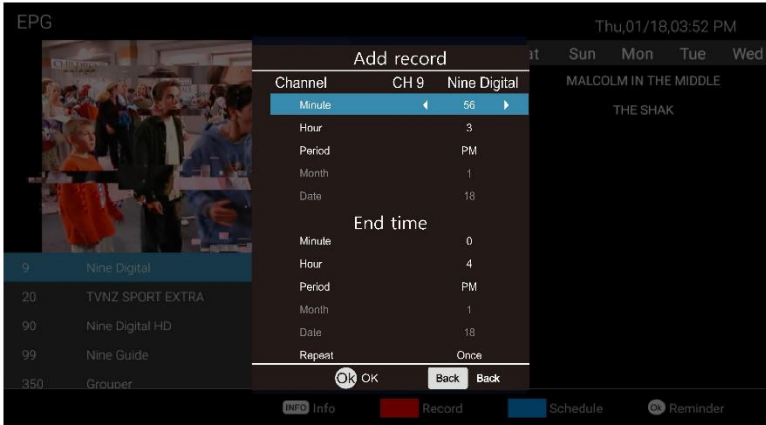 EPG
Thu,01/18,03:52 PM
at Sun Mon Tue Wed
Add record
Channel CH 9 Nine Digital
Minute 56
Hour 3
Period PM
Month 1
Date 18
End time
Minute 0
Hour 4
Period PM
Month 1
Date 18
Repeat Once
Ok OK Back Back
MALCOLM IN THE MIDDLE
THE SHAK
9 Nine Digital
20 TVNZ SPORT EXTRA
90 Nine Digital HD
99 Nine Guide
350 Grouper
INFO Info Record Schedule Ok Reminder